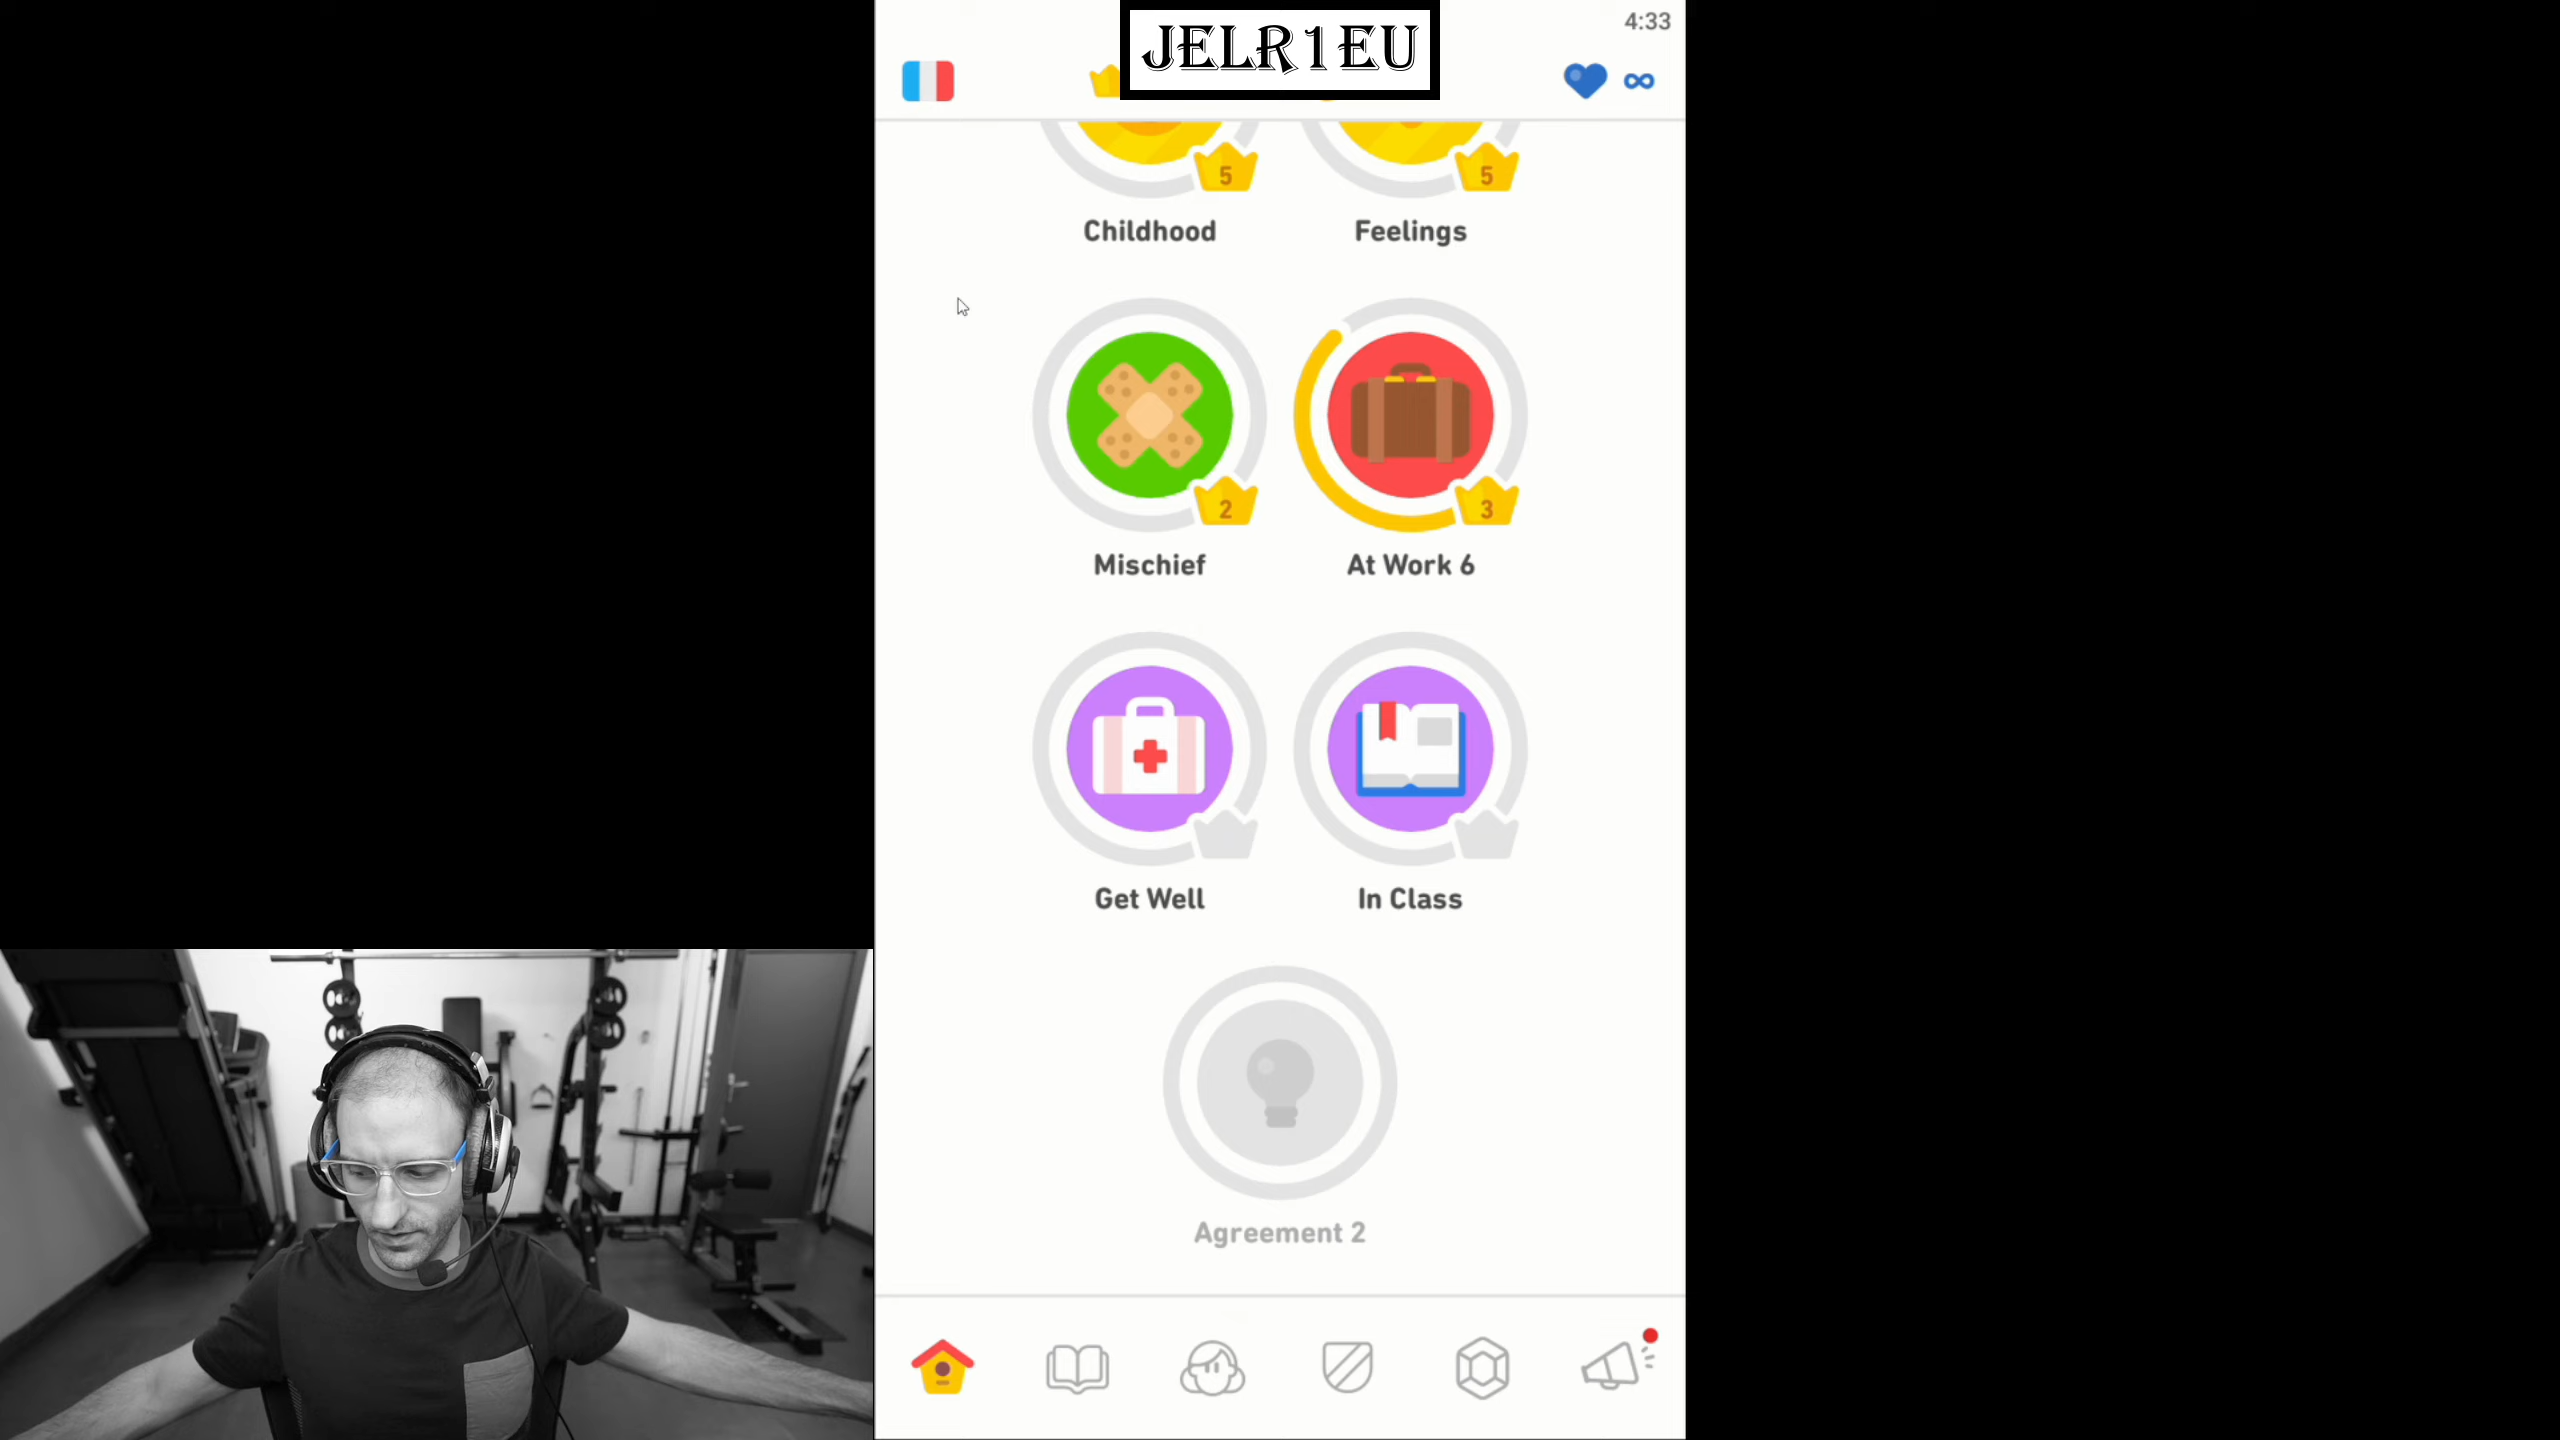 JELR1EU
4:33
5
5
Childhood
Feelings
2
3
Mischief
At Work 6
Get Well
In Class
Agreement 2